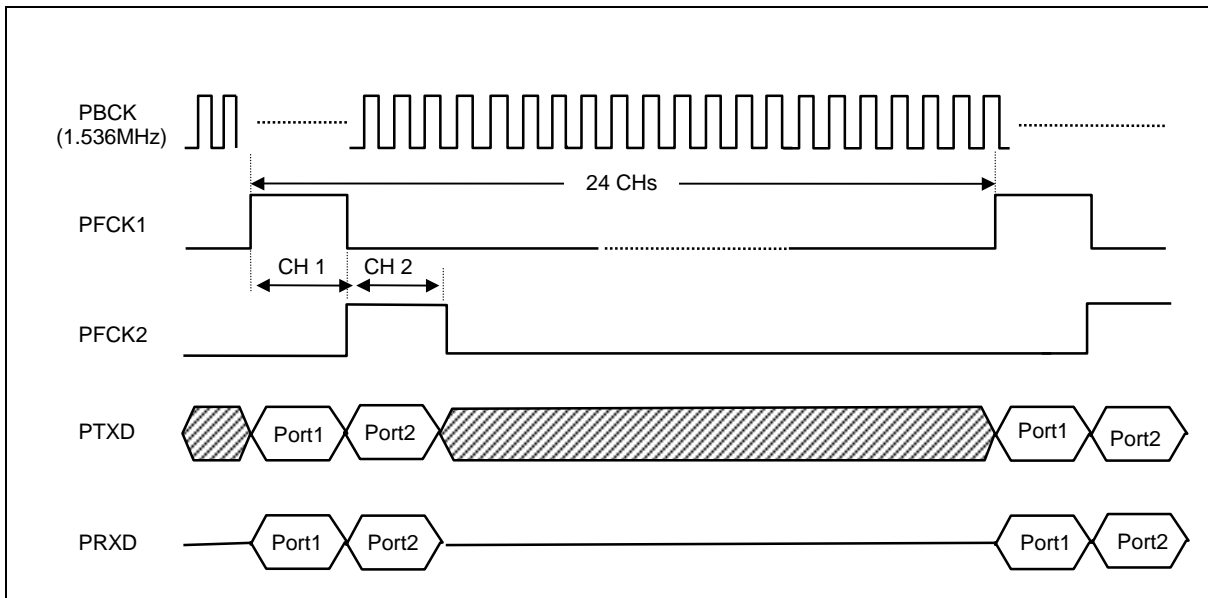 PBCK
(1.536MHz)
24 CHs
PFCK1
CH 1 CH 2
PFCK2
PTXD Port1 Port2 Port1 Port2
PRXD Port1 Port2 Port1 Port2